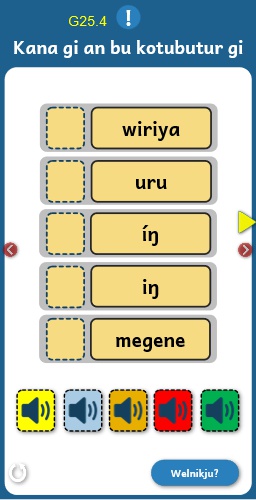 G25.4 !
Kana gi an bu kotubutur gi
wiriya
uru
íŋ
iŋ
megene
Welnikju?